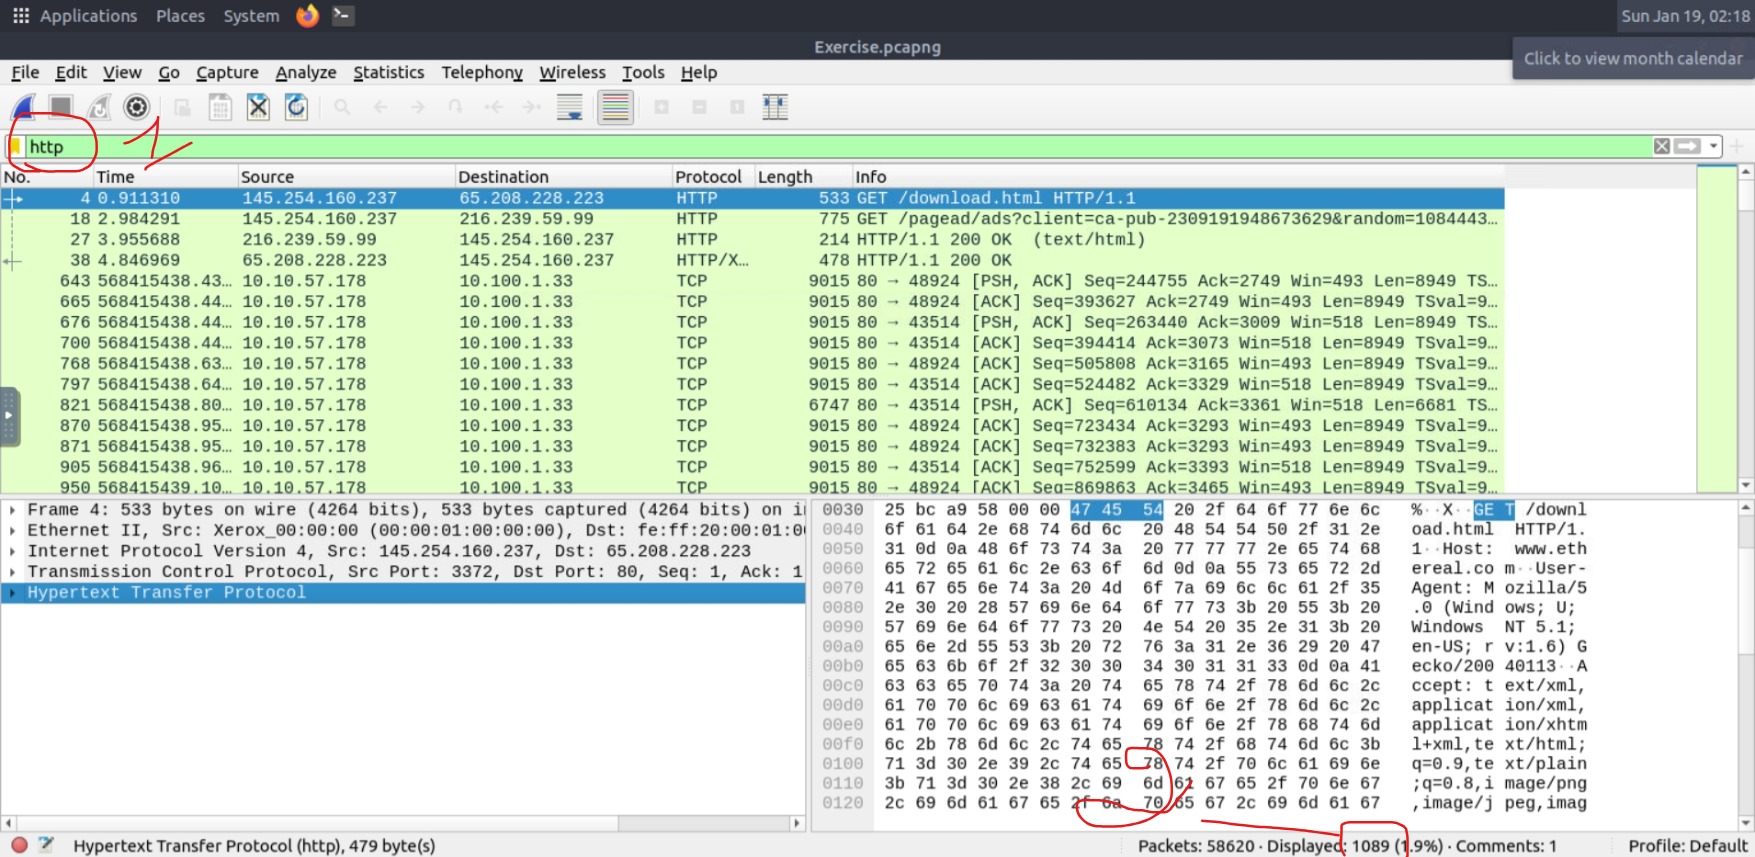 Applications Places System Sun Jan 19, 02:18
Exercise.pcapng
Click to view month calendar
File Edit View Go Capture Analyze Statistics Telephony Wireless Tools Help
http 1
No. Time Source Destination Protocol Length Info
4 0.911310 145.254.160.237 65.208.228.223 HTTP 533 GET /download.html HTTP/1.1
18 2.984291 145.254.160.237 216.239.59.99 HTTP 775 GET /pagead/ads?client=ca-pub-2309191948673629&random=1084443…
27 3.955688 216.239.59.99 145.254.160.237 HTTP 214 HTTP/1.1 200 OK (text/html)
38 4.846969 65.208.228.223 145.254.160.237 HTTP/X… 478 HTTP/1.1 200 OK
643 568415438.43… 10.10.57.178 10.100.1.33 TCP 9015 80 → 48924 [PSH, ACK] Seq=244755 Ack=2749 Win=493 Len=8949 TS…
665 568415438.44… 10.10.57.178 10.100.1.33 TCP 9015 80 → 48924 [ACK] Seq=393627 Ack=2749 Win=493 Len=8949 TSval=9…
676 568415438.44… 10.10.57.178 10.100.1.33 TCP 9015 80 → 43514 [PSH, ACK] Seq=263440 Ack=3009 Win=518 Len=8949 TS…
700 568415438.44… 10.10.57.178 10.100.1.33 TCP 9015 80 → 43514 [ACK] Seq=394414 Ack=3073 Win=518 Len=8949 TSval=9…
768 568415438.63… 10.10.57.178 10.100.1.33 TCP 9015 80 → 48924 [ACK] Seq=505808 Ack=3165 Win=493 Len=8949 TSval=9…
797 568415438.64… 10.10.57.178 10.100.1.33 TCP 9015 80 → 43514 [ACK] Seq=524482 Ack=3329 Win=518 Len=8949 TSval=9…
821 568415438.80… 10.10.57.178 10.100.1.33 TCP 6747 80 → 43514 [PSH, ACK] Seq=610134 Ack=3361 Win=518 Len=6681 TS…
870 568415438.95… 10.10.57.178 10.100.1.33 TCP 9015 80 → 48924 [ACK] Seq=723434 Ack=3293 Win=493 Len=8949 TSval=9…
871 568415438.95… 10.10.57.178 10.100.1.33 TCP 9015 80 → 48924 [ACK] Seq=732383 Ack=3293 Win=493 Len=8949 TSval=9…
905 568415438.96… 10.10.57.178 10.100.1.33 TCP 9015 80 → 43514 [ACK] Seq=752599 Ack=3393 Win=518 Len=8949 TSval=9…
950 568415439.10… 10.10.57.178 10.100.1.33 TCP 9015 80 → 48924 [ACK] Seq=869863 Ack=3465 Win=493 Len=8949 TSval=9…
Frame 4: 533 bytes on wire (4264 bits), 533 bytes captured (4264 bits) on i
Ethernet II, Src: Xerox_00:00:00 (00:00:01:00:00:00), Dst: fe:ff:20:00:01:0
Internet Protocol Version 4, Src: 145.254.160.237, Dst: 65.208.228.223
Transmission Control Protocol, Src Port: 3372, Dst Port: 80, Seq: 1, Ack: 1
Hypertext Transfer Protocol
0030 25 bc a9 58 00 00 47 45 54 20 2f 64 6f 77 6e 6c %··X··GE T /downl
0040 6f 61 64 2e 68 74 6d 6c 20 48 54 54 50 2f 31 2e oad.html HTTP/1.
0050 31 0d 0a 48 6f 73 74 3a 20 77 77 77 2e 65 74 68 1··Host: www.eth
0060 65 72 65 61 6c 2e 63 6f 6d 0d 0a 55 73 65 72 2d ereal.co m··User-
0070 41 67 65 6e 74 3a 20 4d 6f 7a 69 6c 6c 61 2f 35 Agent: M ozilla/5
0080 2e 30 20 28 57 69 6e 64 6f 77 73 3b 20 55 3b 20 .0 (Wind ows; U;
0090 57 69 6e 64 6f 77 73 20 4e 54 20 35 2e 31 3b 20 Windows NT 5.1;
00a0 65 6e 2d 55 53 3b 20 72 76 3a 31 2e 36 29 20 47 en-US; r v:1.6) G
00b0 65 63 6b 6f 2f 32 30 30 34 30 31 31 33 0d 0a 41 ecko/200 40113··A
00c0 63 63 65 70 74 3a 20 74 65 78 74 2f 78 6d 6c 2c ccept: t ext/xml,
00d0 61 70 70 6c 69 63 61 74 69 6f 6e 2f 78 6d 6c 2c applicat ion/xml,
00e0 61 70 70 6c 69 63 61 74 69 6f 6e 2f 78 68 74 6d applicat ion/xhtm
00f0 6c 2b 78 6d 6c 2c 74 65 78 74 2f 68 74 6d 6c 3b l+xml,te xt/html;
0100 71 3d 30 2e 39 2c 74 65 78 74 2f 70 6c 61 69 6e q=0.9,te xt/plain
0110 3b 71 3d 30 2e 38 2c 69 6d 61 67 65 2f 70 6e 67 ;q=0.8,i mage/png
0120 2c 69 6d 61 67 65 2f 6a 70 65 67 2c 69 6d 61 67 ,image/j peg,imag
2
Hypertext Transfer Protocol (http), 479 byte(s) Packets: 58620 · Displayed: 1089 (1.9%) · Comments: 1 Profile: Default